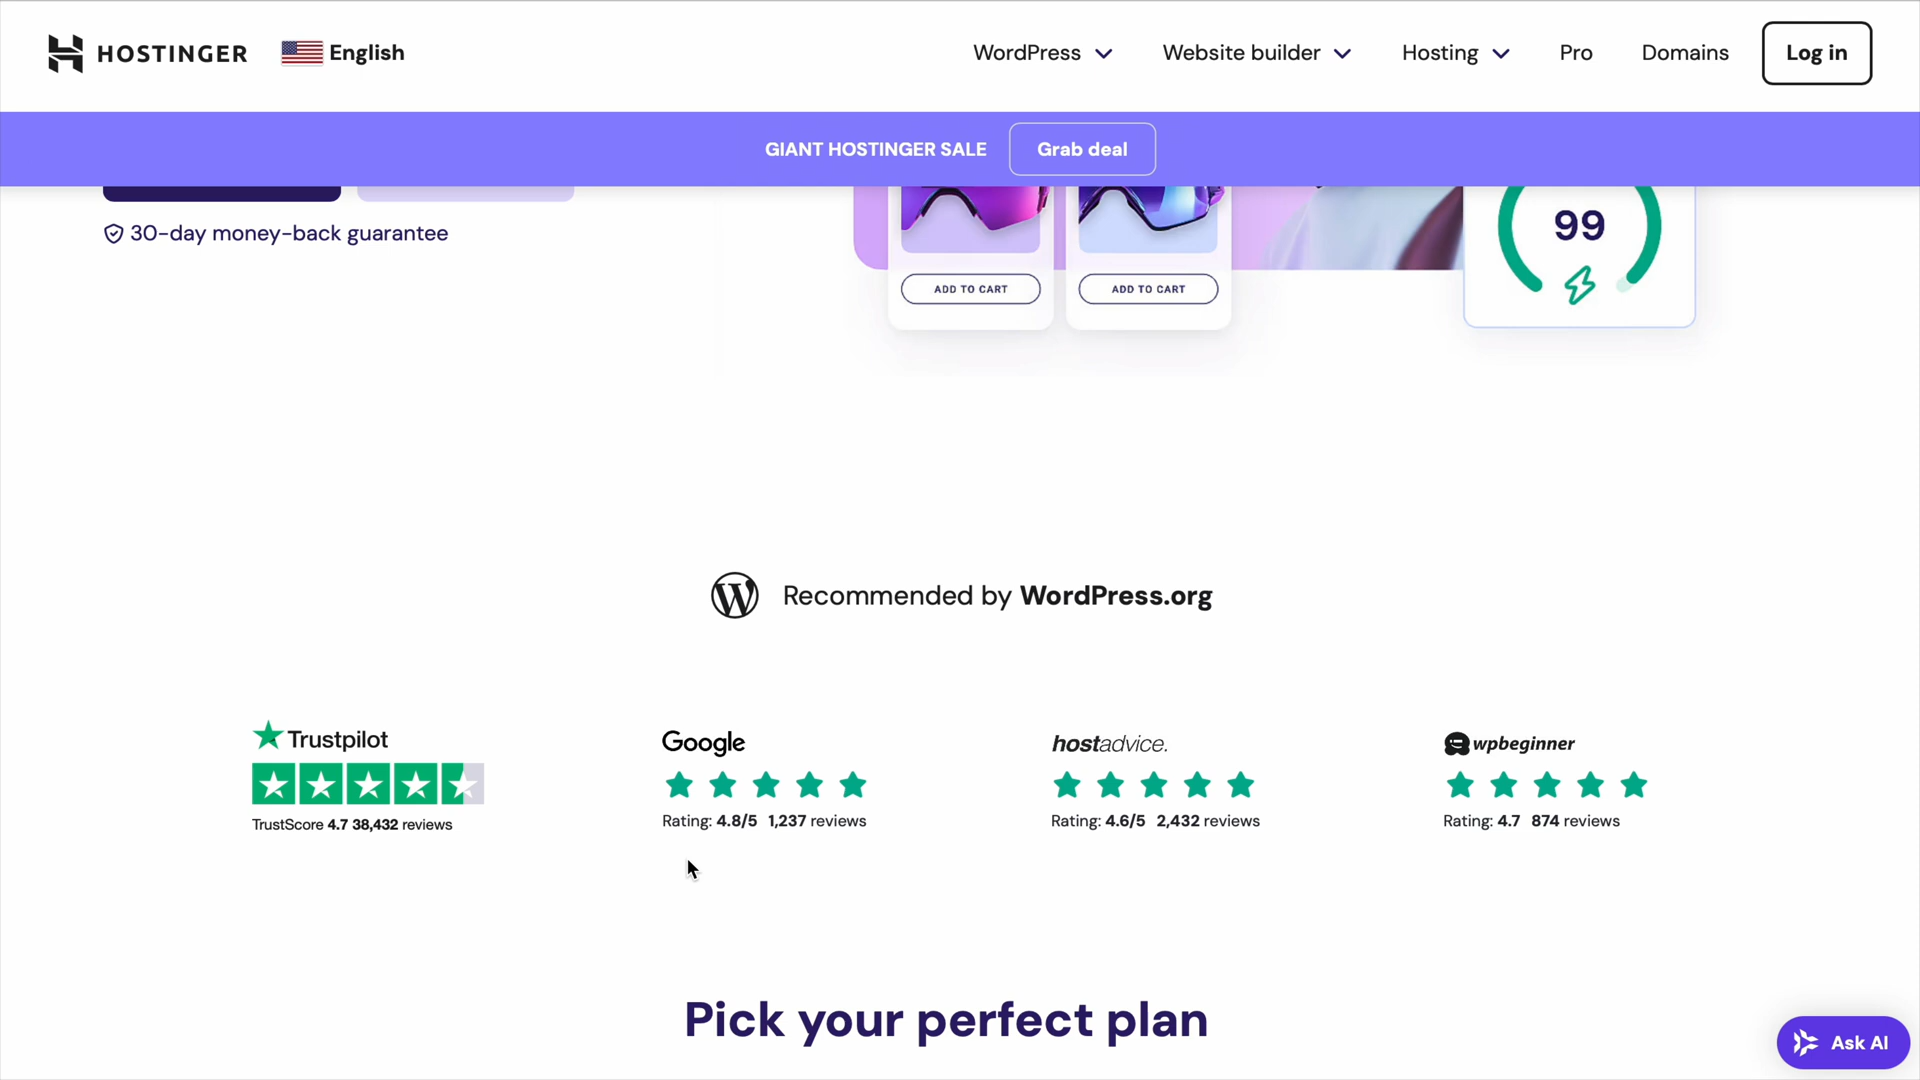 HOSTINGER
English
WordPress
Website builder
Hosting
Pro
Domains
Log in
GIANT HOSTINGER SALE
Grab deal
30-day money-back guarantee
ADD TO CART
ADD TO CART
99
Recommended by WordPress.org
Trustpilot
TrustScore 4.7 38,432 reviews
Google
Rating: 4.8/5 1,237 reviews
hostadvice.
Rating: 4.6/5 2,432 reviews
wpbeginner
Rating: 4.7 874 reviews
Pick your perfect plan
Ask AI